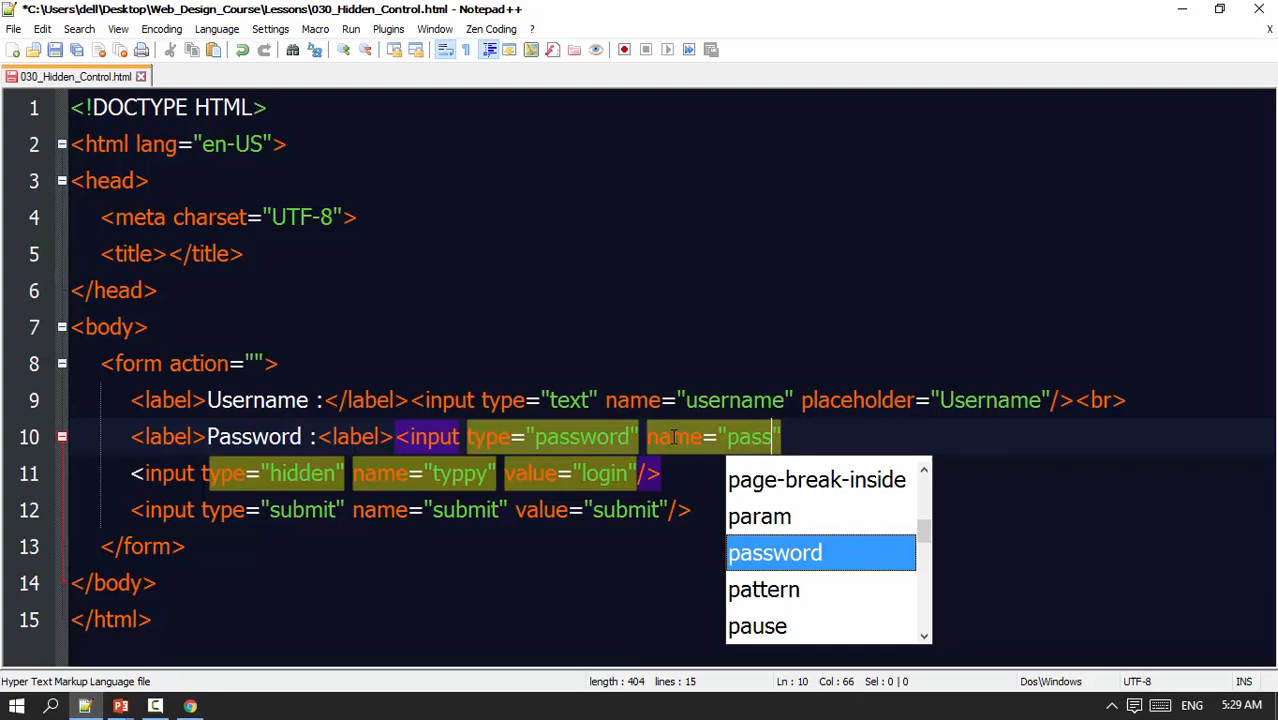 *C:\Users\dell\Desktop\Web_Design_Course\Lessons\030_Hidden_Control.html - Notepad++
File Edit Search View Encoding Language Settings Macro Run Plugins Window Zen Coding ? X
030_Hidden_Control.html
1 <!DOCTYPE HTML>
2 <html lang="en-US">
3 <head>
4 <meta charset="UTF-8">
5 <title></title>
6 </head>
7 <body>
8 <form action="">
9 <label>Username :</label><input type="text" name="username" placeholder="Username"/><br>
10 <label>Password :<label><input type="password" name="pass"
11 <input type="hidden" name="typpy" value="login"/>
12 <input type="submit" name="submit" value="submit"/>
13 </form>
14 </body>
15 </html>
page-break-inside
param
password
pattern
pause
Hyper Text Markup Language file length : 404 lines : 15 Ln : 10 Col : 66 Sel : 0 | 0 Dos\Windows UTF-8 INS
ENG 5:29 AM